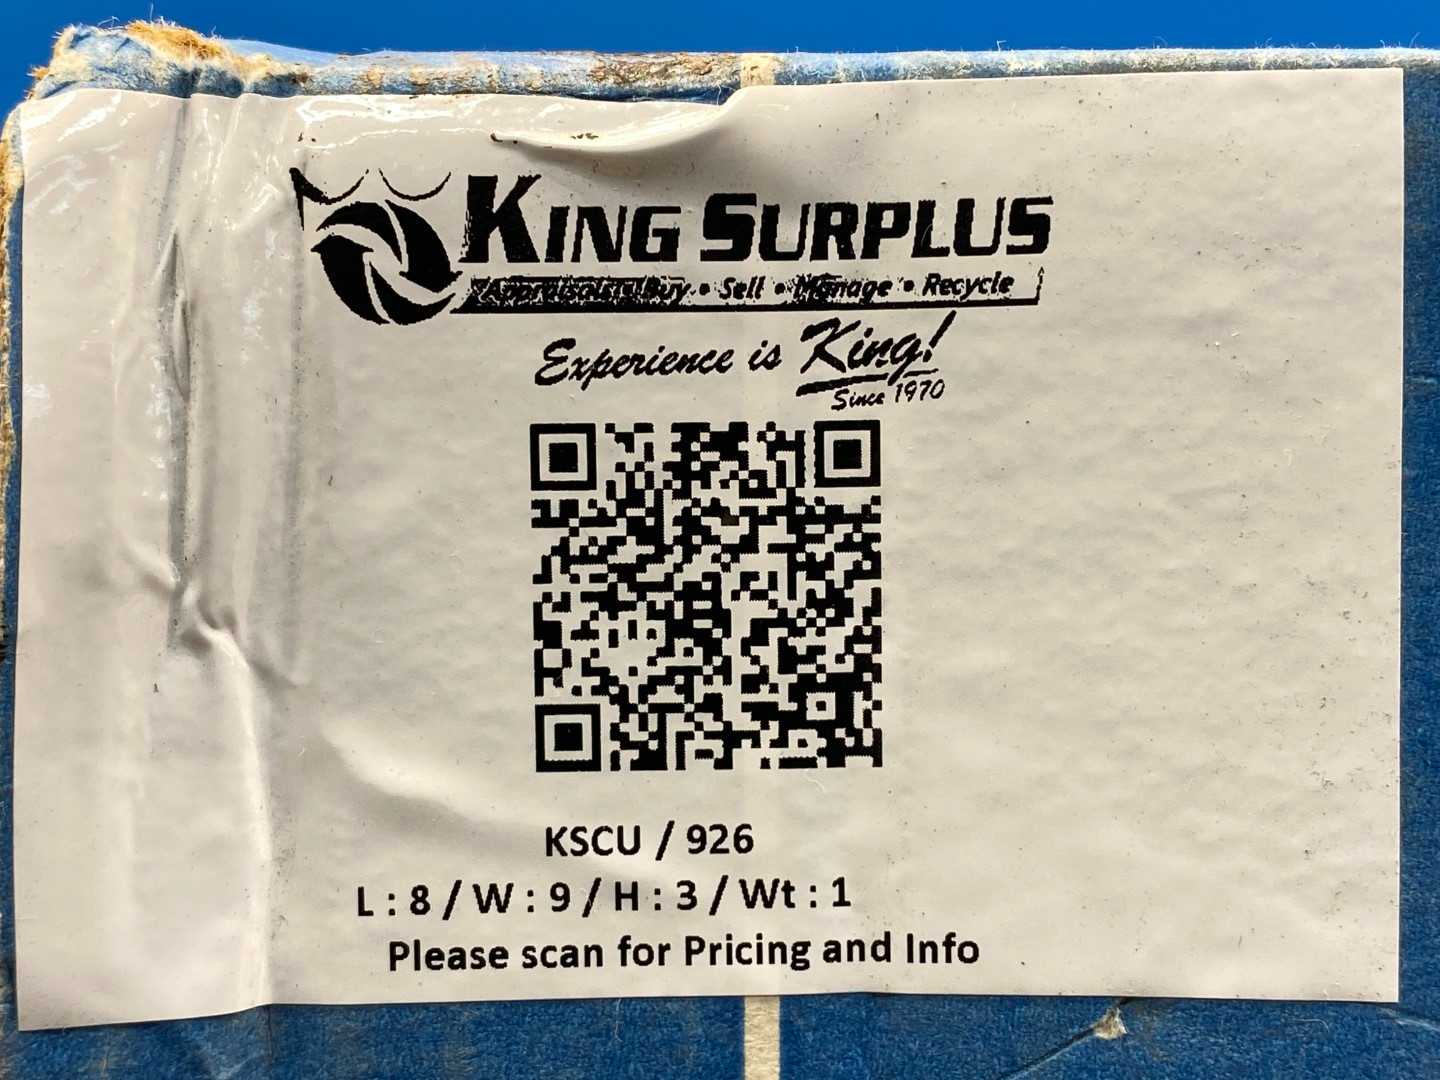 KING SURPLUS
Appraisals • Buy • Sell • Manage • Recycle
Experience is King!
Since 1970
KSCU / 926
L : 8 / W : 9 / H : 3 / Wt : 1
Please scan for Pricing and Info